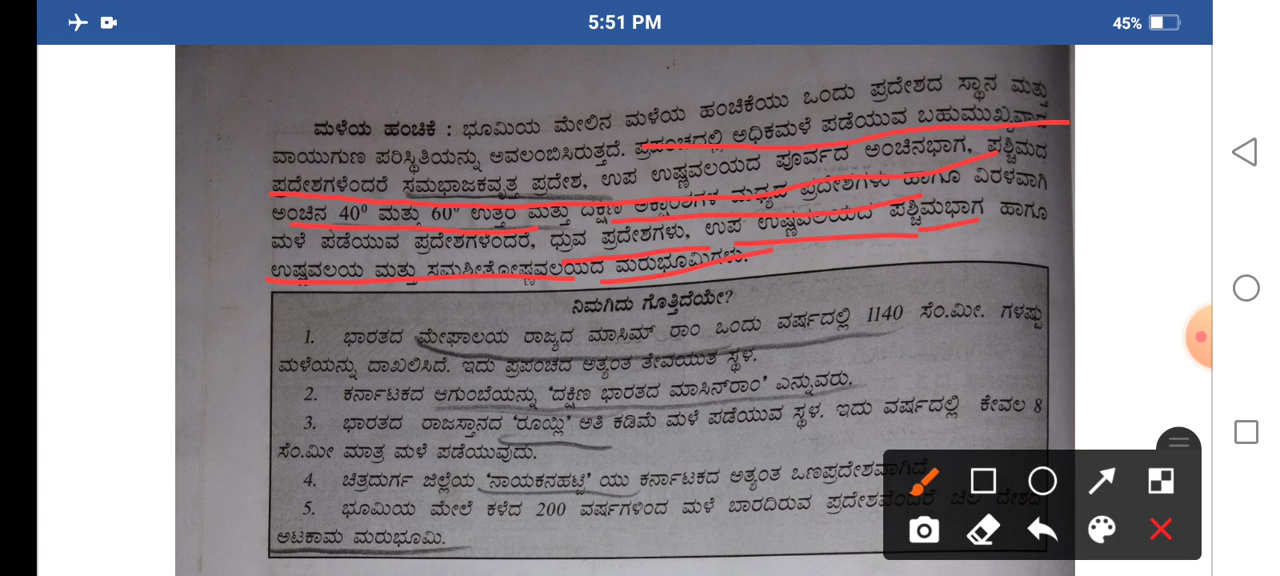 5:51 PM
45%
ಮಳೆಯ ಹಂಚಿಕೆ : ಭೂಮಿಯ ಮೇಲಿನ ಮಳೆಯ ಹಂಚಿಕೆಯು ಒಂದು ಪ್ರದೇಶದ ಸ್ಥಾನ ಮತ್ತು
ವಾಯುಗುಣ ಪರಿಸ್ಥಿತಿಯನ್ನು ಅವಲಂಬಿಸಿರುತ್ತದೆ. ಪ್ರಪಂಚದಲ್ಲಿ ಅಧಿಕಮಳೆ ಪಡೆಯುವ ಬಹುಮುಖ್ಯವಾದ
ಪ್ರದೇಶಗಳೆಂದರೆ ಸಮಭಾಜಕವೃತ್ತ ಪ್ರದೇಶ, ಉಪ ಉಷ್ಣವಲಯದ ಪೂರ್ವದ ಅಂಚಿನಭಾಗ, ಪಶ್ಚಿಮದ
ಅಂಚಿನ 40⁰ ಮತ್ತು 60⁰ ಉತ್ತರ ಮತ್ತು ದಕ್ಷಿಣ ಅಕ್ಷಾಂಶಗಳ ಮಧ್ಯದ ಪ್ರದೇಶಗಳು ಹಾಗೂ ವಿರಳವಾಗಿ
ಮಳೆ ಪಡೆಯುವ ಪ್ರದೇಶಗಳೆಂದರೆ, ಧ್ರುವ ಪ್ರದೇಶಗಳು, ಉಪ ಉಷ್ಣವಲಯದ ಪಶ್ಚಿಮಭಾಗ ಹಾಗೂ
ಉಷ್ಣವಲಯ ಮತ್ತು ಸಮಶೀತೋಷ್ಣವಲಯದ ಮರುಭೂಮಿಗಳು.
ನಿಮಗಿದು ಗೊತ್ತಿದೆಯೇ?
1. ಭಾರತದ ಮೇಘಾಲಯ ರಾಜ್ಯದ ಮಾಸಿಮ್ ರಾಂ ಒಂದು ವರ್ಷದಲ್ಲಿ 1140 ಸೆಂ.ಮೀ. ಗಳಷ್ಟು
ಮಳೆಯನ್ನು ದಾಖಲಿಸಿದೆ. ಇದು ಪ್ರಪಂಚದ ಅತ್ಯಂತ ತೇವಯುತ ಸ್ಥಳ.
2. ಕರ್ನಾಟಕದ ಆಗುಂಬೆಯನ್ನು ‘ದಕ್ಷಿಣ ಭಾರತದ ಮಾಸಿನ್‌ರಾಂ’ ಎನ್ನುವರು.
3. ಭಾರತದ ರಾಜಸ್ತಾನದ ‘ರೂಯ್ಲಿ’ ಅತಿ ಕಡಿಮೆ ಮಳೆ ಪಡೆಯುವ ಸ್ಥಳ. ಇದು ವರ್ಷದಲ್ಲಿ ಕೇವಲ 8
ಸೆಂ.ಮೀ ಮಾತ್ರ ಮಳೆ ಪಡೆಯುವುದು.
4. ಚಿತ್ರದುರ್ಗ ಜಿಲ್ಲೆಯ ‘ನಾಯಕನಹಟ್ಟಿ’ ಯು ಕರ್ನಾಟಕದ ಅತ್ಯಂತ ಒಣಪ್ರದೇಶವಾಗಿದೆ.
5. ಭೂಮಿಯ ಮೇಲೆ ಕಳೆದ 200 ವರ್ಷಗಳಿಂದ ಮಳೆ ಬಾರದಿರುವ ಪ್ರದೇಶವೆಂದರೆ ಚಿಲಿ ದೇಶದ
ಅಟಕಾಮ ಮರುಭೂಮಿ.